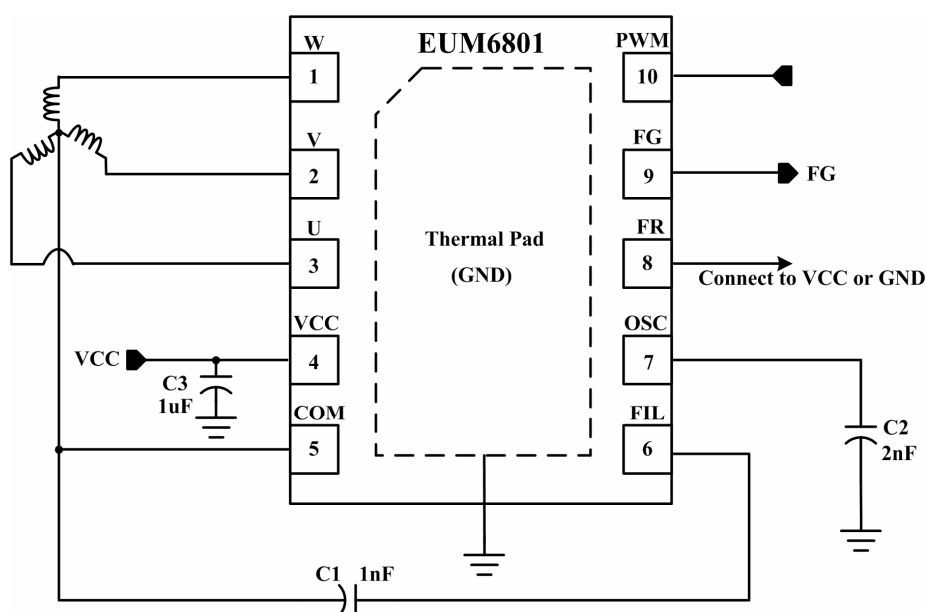 EUM6801
W
1
PWM
10
V
2
FG
9
FG
U
3
Thermal Pad
(GND)
FR
8
Connect to VCC or GND
VCC
VCC
4
OSC
7
C3
1uF
COM
5
FIL
6
C2
2nF
C1 1nF